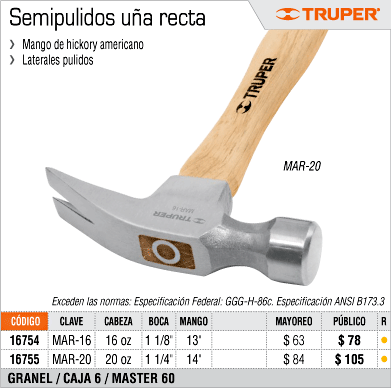 Semipulidos uña recta
TRUPER®
❯ Mango de hickory americano
❯ Laterales pulidos
TRUPER
MAR-20
MAR-16 TRUPER
Exceden las normas: Especificación Federal: GGG-H-86c. Especificación ANSI B173.3
CÓDIGO CLAVE CABEZA BOCA MANGO MAYOREO PÚBLICO R
16754 MAR-16 16 oz 1 1/8" 13" $ 63 $ 78 ●
16755 MAR-20 20 oz 1 1/4" 14" $ 84 $ 105 ●
GRANEL / CAJA 6 / MASTER 60